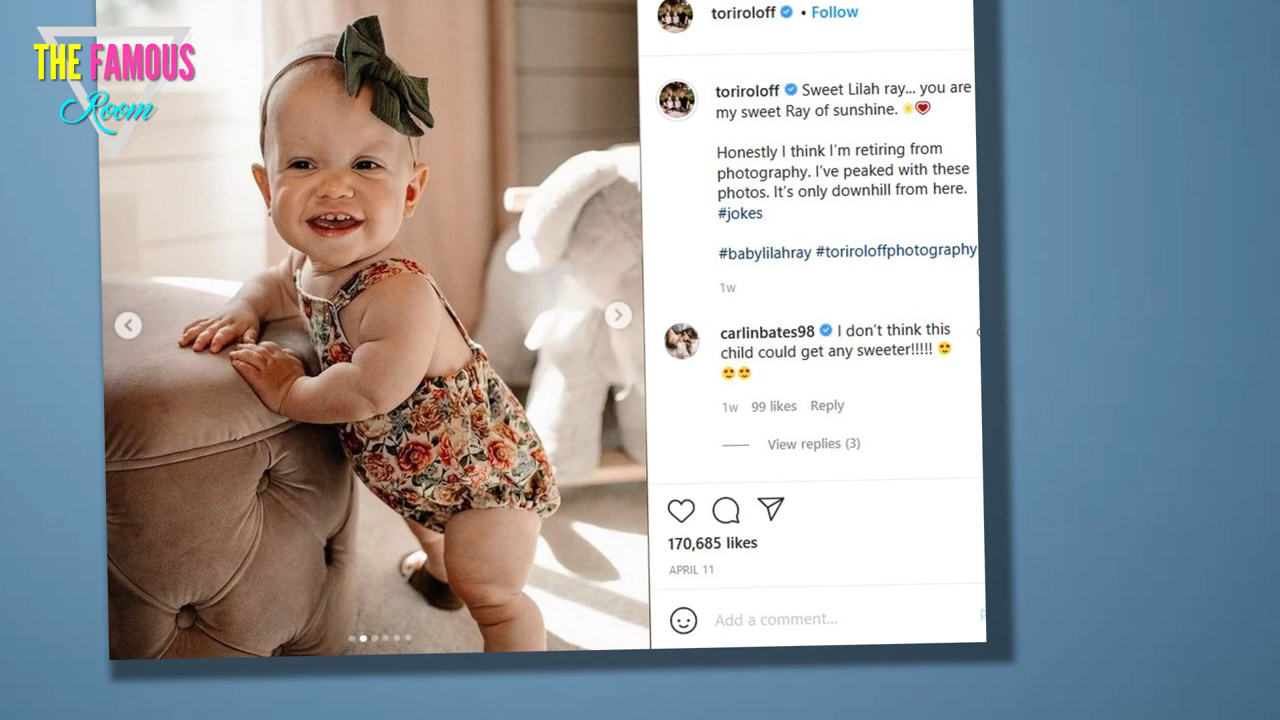 THE FAMOUS
Room
toriroloff • Follow
toriroloff Sweet Lilah ray... you are
my sweet Ray of sunshine. ☀️❤️
Honestly I think I'm retiring from
photography. I've peaked with these
photos. It's only downhill from here.
#jokes
#babylilahray #toriroloffphotography
1w
carlinbates98 I don't think this
child could get any sweeter!!!!! 😍
😍😍
1w 99 likes Reply
View replies (3)
170,685 likes
APRIL 11
Add a comment...